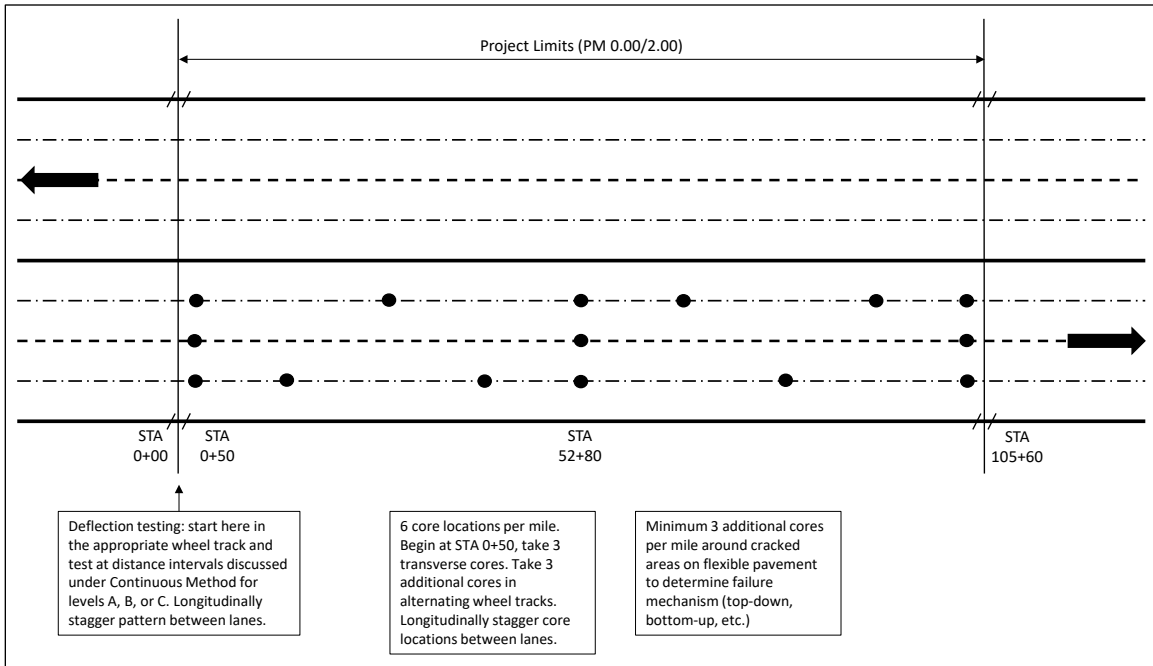 Project Limits (PM 0.00/2.00)
STA
0+00
STA
0+50
STA
52+80
STA
105+60
Deflection testing: start here in
the appropriate wheel track and
test at distance intervals discussed
under Continuous Method for
levels A, B, or C. Longitudinally
stagger pattern between lanes.
6 core locations per mile.
Begin at STA 0+50, take 3
transverse cores. Take 3
additional cores in
alternating wheel tracks.
Longitudinally stagger core
locations between lanes.
Minimum 3 additional cores
per mile around cracked
areas on flexible pavement
to determine failure
mechanism (top-down,
bottom-up, etc.)